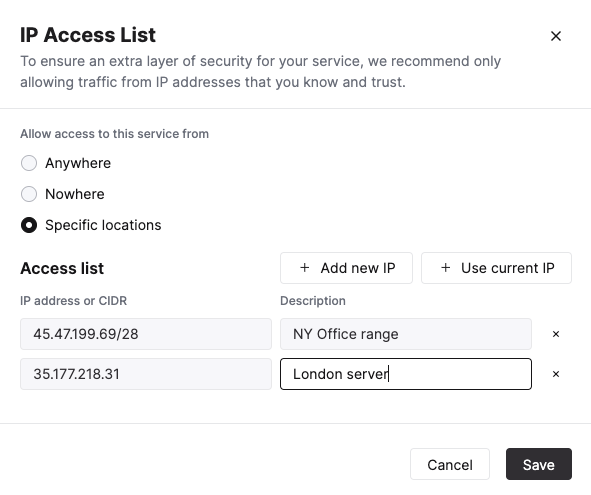 IP Access List
To ensure an extra layer of security for your service, we recommend only
allowing traffic from IP addresses that you know and trust.
Allow access to this service from
Anywhere
Nowhere
Specific locations
Access list
+ Add new IP
+ Use current IP
IP address or CIDR
Description
45.47.199.69/28
NY Office range
35.177.218.31
London server
Cancel
Save